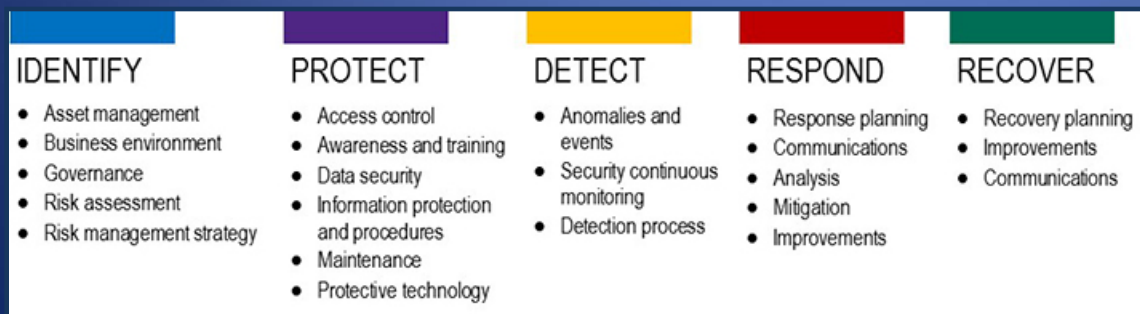 IDENTIFY
• Asset management
• Business environment
• Governance
• Risk assessment
• Risk management strategy
PROTECT
• Access control
• Awareness and training
• Data security
• Information protection
and procedures
• Maintenance
• Protective technology
DETECT
• Anomalies and
events
• Security continuous
monitoring
• Detection process
RESPOND
• Response planning
• Communications
• Analysis
• Mitigation
• Improvements
RECOVER
• Recovery planning
• Improvements
• Communications